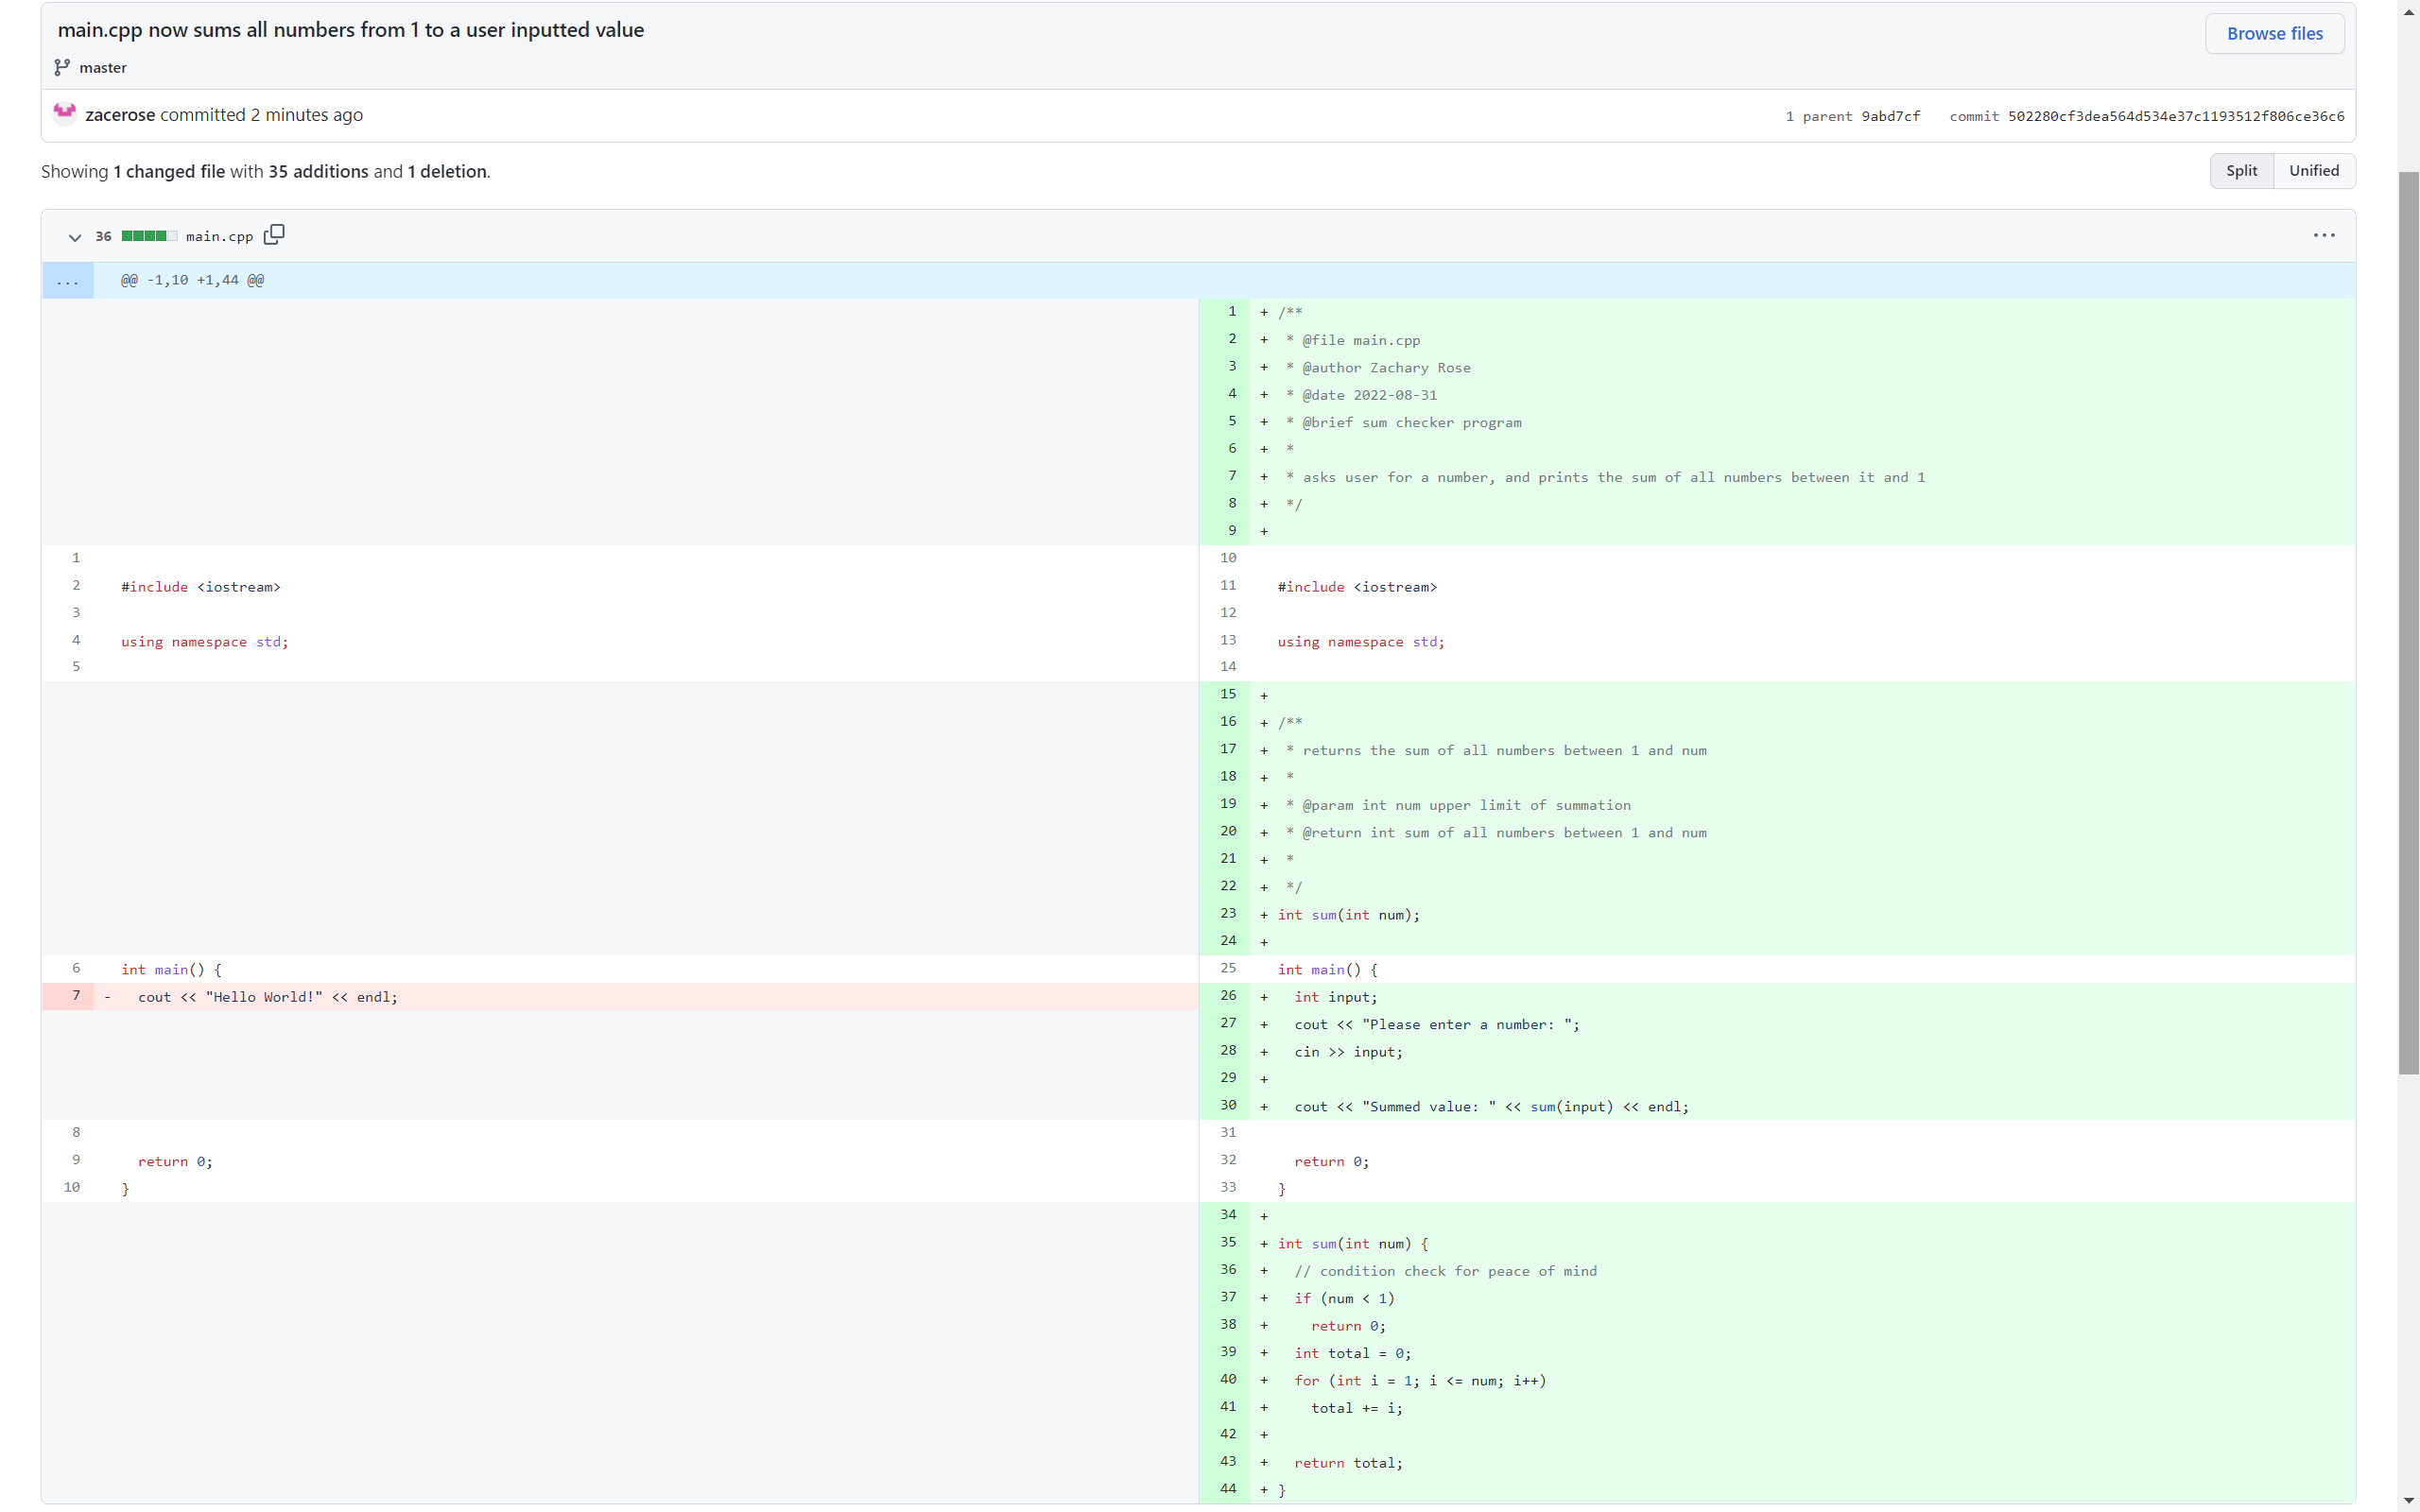 main.cpp now sums all numbers from 1 to a user inputted value
Browse files
master
zacerose committed 2 minutes ago
1 parent 9abd7cf commit 502280cf3dea564d534e37c1193512f806ce36c6
Showing 1 changed file with 35 additions and 1 deletion.
Split Unified
36 main.cpp ...
... @@ -1,10 +1,44 @@
1 + /**
2 + * @file main.cpp
3 + * @author Zachary Rose
4 + * @date 2022-08-31
5 + * @brief sum checker program
6 + *
7 + * asks user for a number, and prints the sum of all numbers between it and 1
8 + */
9 +
1 10
2 #include <iostream> 11 #include <iostream>
3 12
4 using namespace std; 13 using namespace std;
5 14
15 +
16 + /**
17 + * returns the sum of all numbers between 1 and num
18 + *
19 + * @param int num upper limit of summation
20 + * @return int sum of all numbers between 1 and num
21 + *
22 + */
23 + int sum(int num);
24 +
6 int main() { 25 int main() {
7 - cout << "Hello World!" << endl; 26 + int input;
27 + cout << "Please enter a number: ";
28 + cin >> input;
29 +
30 + cout << "Summed value: " << sum(input) << endl;
8 31
9 return 0; 32 return 0;
10 } 33 }
34 +
35 + int sum(int num) {
36 + // condition check for peace of mind
37 + if (num < 1)
38 + return 0;
39 + int total = 0;
40 + for (int i = 1; i <= num; i++)
41 + total += i;
42 +
43 + return total;
44 + }